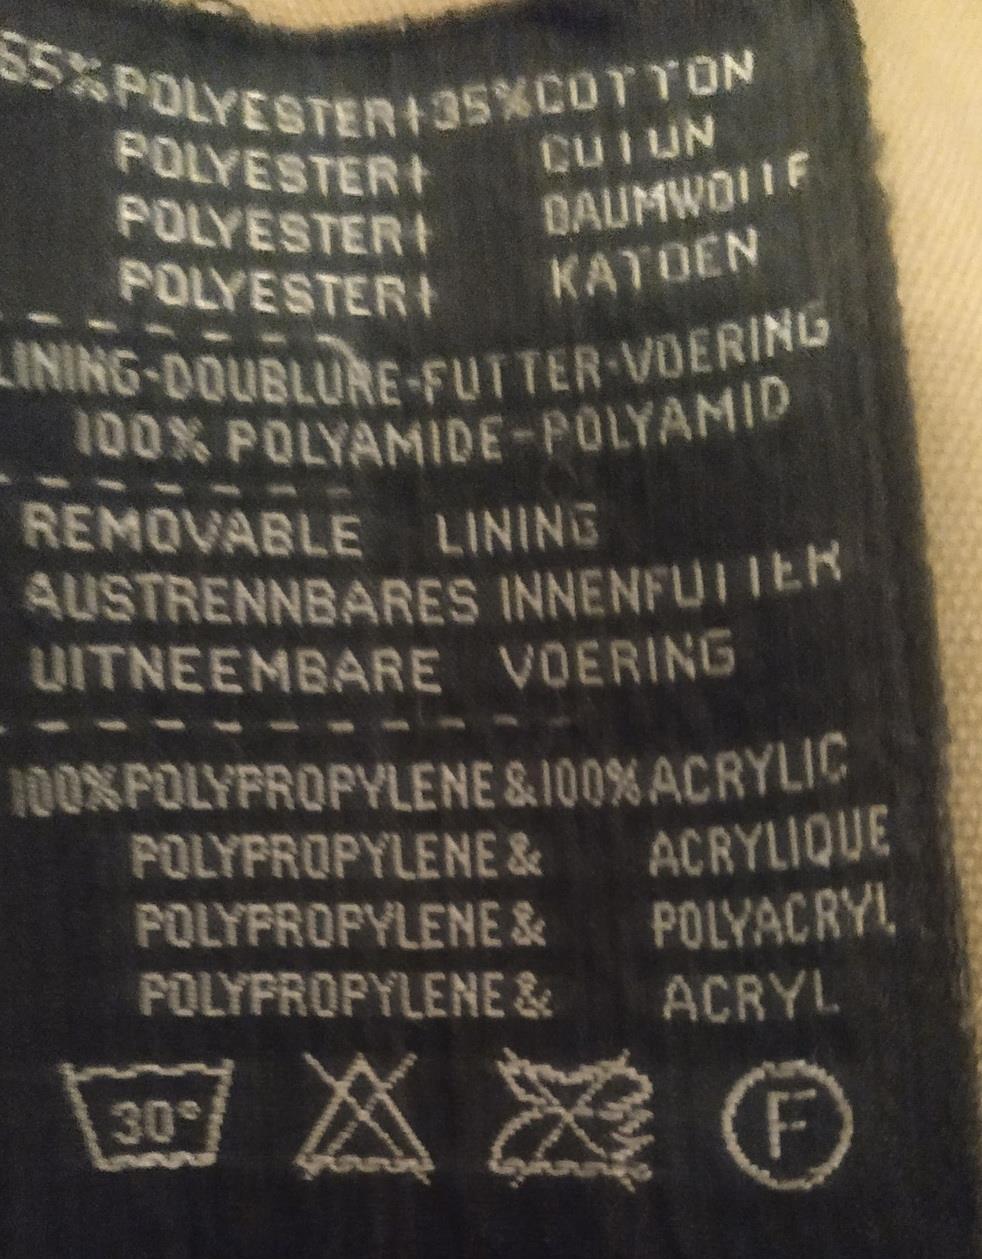 65%POLYESTER+35%COTTON
POLYESTER+ COTON
POLYESTER+ BAUMWOLLE
POLYESTER+ KATOEN
LINING-DOUBLURE-FUTTER-VOERING
100% POLYAMIDE-POLYAMID
REMOVABLE LINING
AUSTRENNBARES INNENFUTTER
UITNEEMBARE VOERING
100%POLYPROPYLENE&100%ACRYLIC
POLYPROPYLENE& ACRYLIQUE
POLYPROPYLENE& POLYACRYL
POLYPROPYLENE& ACRYL
30° F